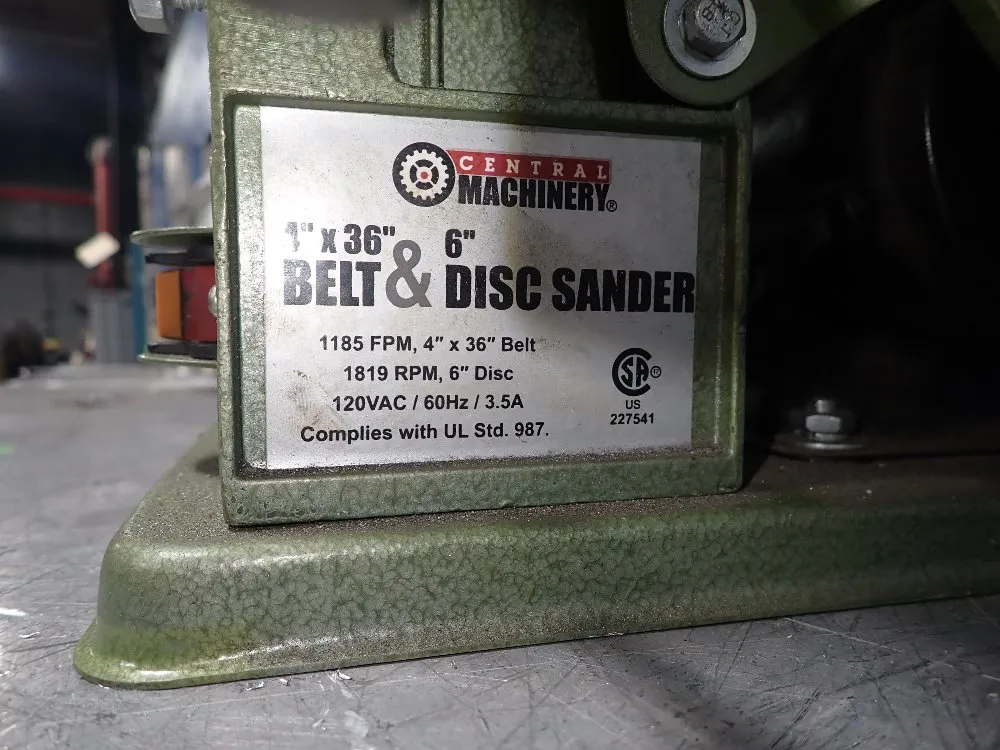 CENTRAL
MACHINERY®
4" x 36" 6"
BELT & DISC SANDER
1185 FPM, 4" x 36" Belt
1819 RPM, 6" Disc
120VAC / 60Hz / 3.5A
Complies with UL Std. 987.
SA®
US
227541